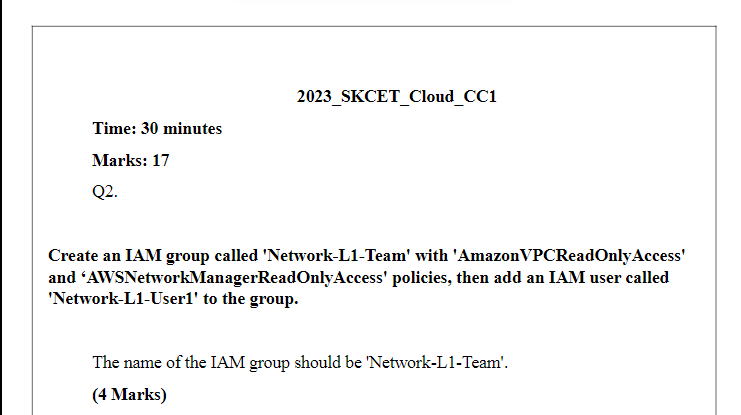 2023_SKCET_Cloud_CC1
Time: 30 minutes
Marks: 17
Q2.
Create an IAM group called 'Network-L1-Team' with 'AmazonVPCReadOnlyAccess'
and ‘AWSNetworkManagerReadOnlyAccess' policies, then add an IAM user called
'Network-L1-User1' to the group.
The name of the IAM group should be 'Network-L1-Team'.
(4 Marks)